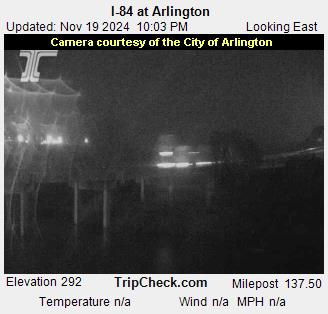 I-84 at Arlington
Updated: Nov 19 2024 10:03 PM Looking East
Camera courtesy of the City of Arlington
Elevation 292 TripCheck.com Milepost 137.50
Temperature n/a Wind n/a MPH n/a